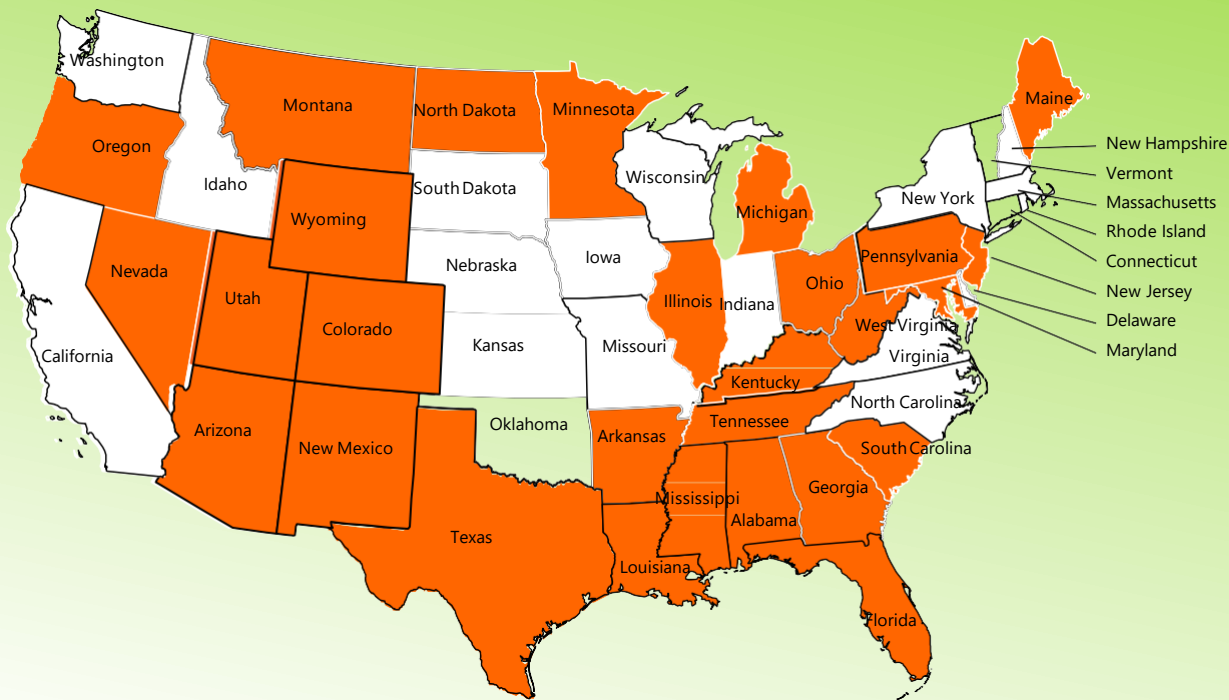 Washington
Montana
North Dakota
Minnesota
Maine
Oregon
New Hampshire
Idaho
South Dakota
Wisconsin
Vermont
Wyoming
Michigan
New York
Massachusetts
Rhode Island
Nevada
Nebraska
Iowa
Pennsylvania
Connecticut
Utah
Illinois
Indiana
Ohio
New Jersey
Colorado
West Virginia
Delaware
California
Kansas
Missouri
Virginia
Maryland
Kentucky
North Carolina
Arizona
New Mexico
Oklahoma
Arkansas
Tennessee
South Carolina
Mississippi
Georgia
Texas
Alabama
Louisiana
Florida